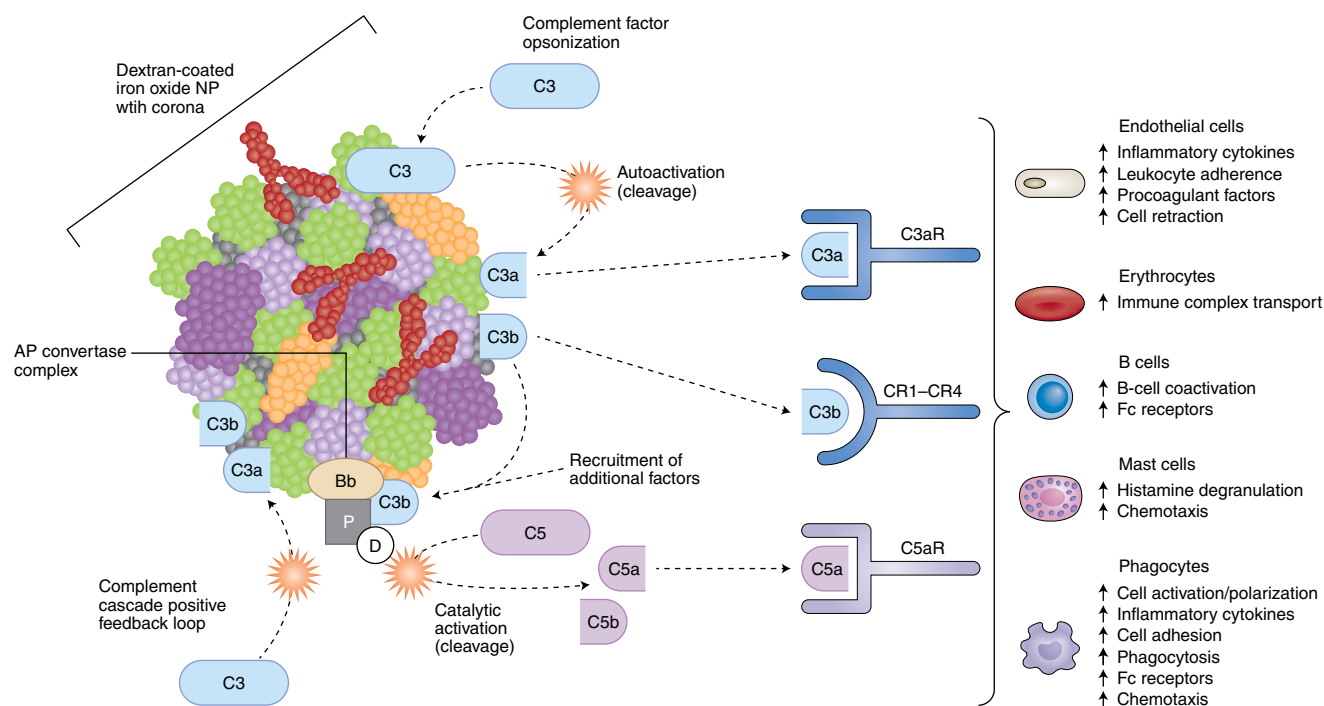 Complement factor
opsonization
Dextran-coated
iron oxide NP
wtih corona
C3
C3
Autoactivation
(cleavage)
C3a
C3b
AP convertase
complex
C3b
C3a
Bb
C3b
P
D
Recruitment of
additional factors
C5
C5a
C5b
Catalytic
activation
(cleavage)
Complement
cascade positive
feedback loop
C3
C3a
C3aR
C3b
CR1–CR4
C5a
C5aR
Endothelial cells
↑ Inflammatory cytokines
↑ Leukocyte adherence
↑ Procoagulant factors
↑ Cell retraction
Erythrocytes
↑ Immune complex transport
B cells
↑ B-cell coactivation
↑ Fc receptors
Mast cells
↑ Histamine degranulation
↑ Chemotaxis
Phagocytes
↑ Cell activation/polarization
↑ Inflammatory cytokines
↑ Cell adhesion
↑ Phagocytosis
↑ Fc receptors
↑ Chemotaxis